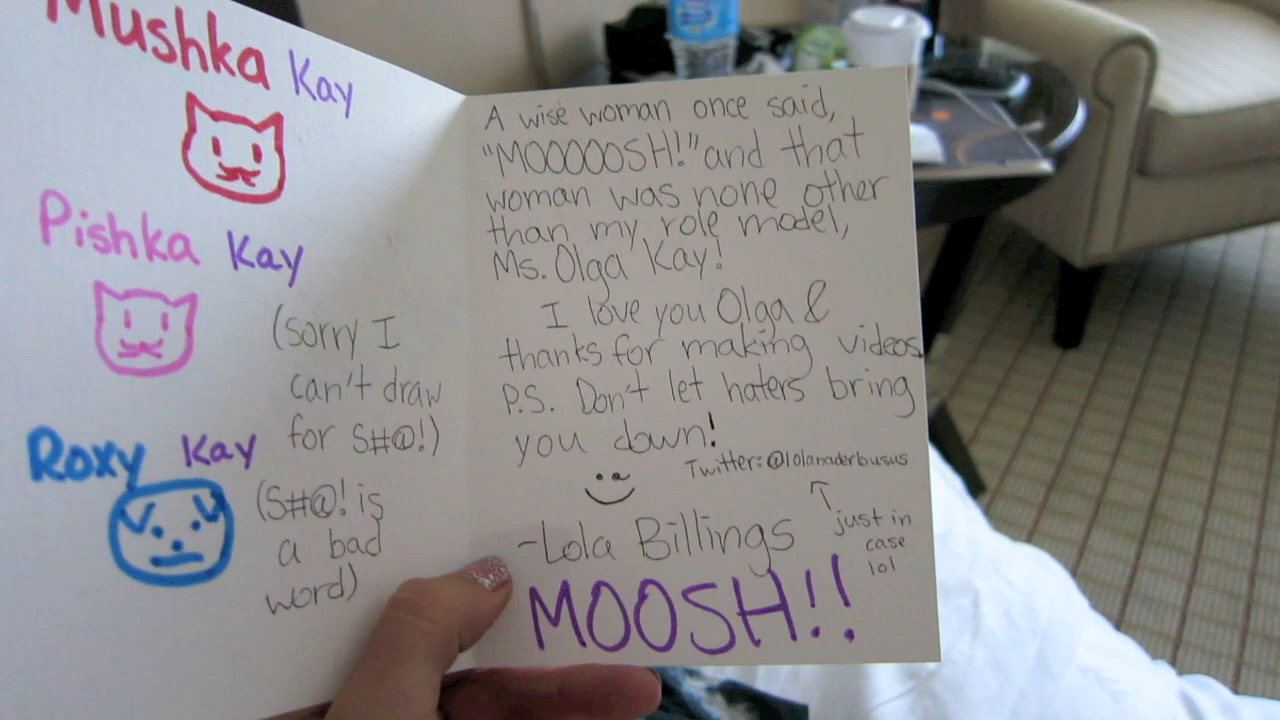 Mushka Kay
Pishka Kay
(sorry I
can't draw
for S#@!)
Roxy Kay
(S#@! is
a bad
word)
A wise woman once said,
"MOOOOOSH!" and that
woman was none other
than my role model,
Ms. Olga Kay!
I love you Olga &
thanks for making videos
P.S. Don't let haters bring
you down!
Twitter: @lolanaderbusus
just in
case
lol
-Lola Billings
MOOSH!!